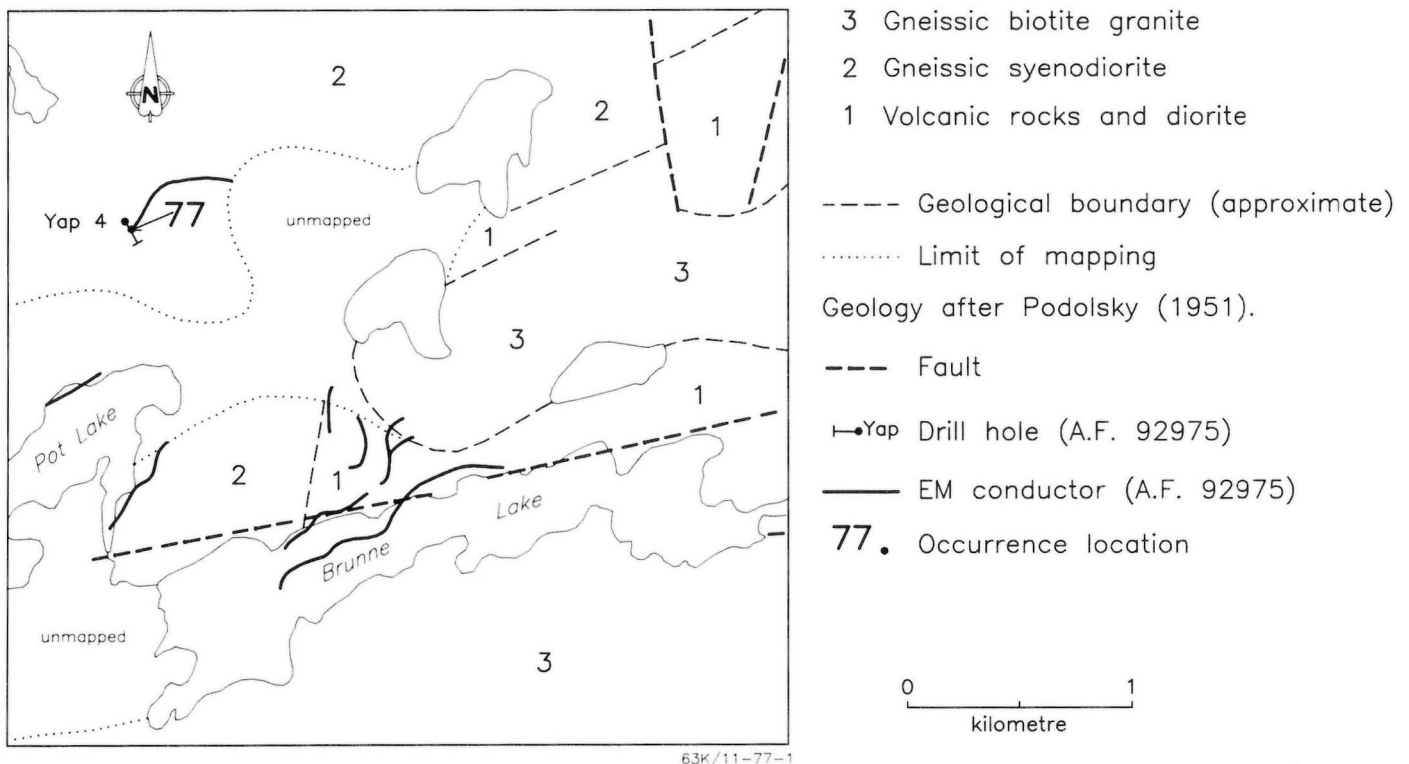 N
2
2
1
Yap 4
77
unmapped
1
3
3
1
Pot Lake
2
1
Brunne Lake
unmapped
3
63K/11-77-1
3 Gneissic biotite granite
2 Gneissic syenodiorite
1 Volcanic rocks and diorite
Geological boundary (approximate)
Limit of mapping
Geology after Podolsky (1951).
Fault
Yap Drill hole (A.F. 92975)
EM conductor (A.F. 92975)
77. Occurrence location
0 1
kilometre